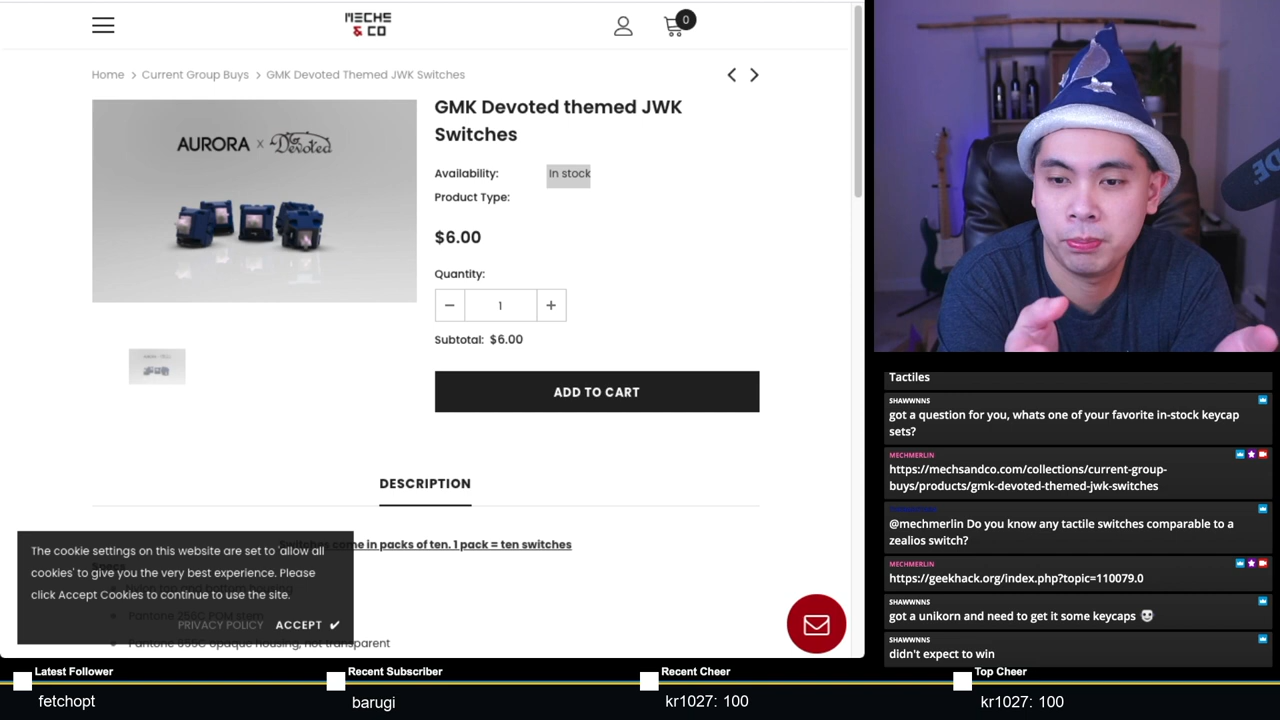 MECHS
& CO
0
Home > Current Group Buys > GMK Devoted Themed JWK Switches
AURORA x Devoted
GMK Devoted themed JWK
Switches
Availability: In stock
Product Type:
$6.00
Quantity:
− 1 +
Subtotal: $6.00
ADD TO CART
DESCRIPTION
Switches come in packs of ten. 1 pack = ten switches
The cookie settings on this website are set to 'allow all
cookies' to give you the very best experience. Please
click Accept Cookies to continue to use the site.
PRIVACY POLICY ACCEPT ✔
Pantone 655C opaque housing, not transparent
Tactiles
SHAWWNNS
got a question for you, whats one of your favorite in-stock keycap
sets?
MECHMERLIN
https://mechsandco.com/collections/current-group-
buys/products/gmk-devoted-themed-jwk-switches
@mechmerlin Do you know any tactile switches comparable to a
zealios switch?
MECHMERLIN
https://geekhack.org/index.php?topic=110079.0
SHAWWNNS
got a unikorn and need to get it some keycaps
SHAWWNNS
didn't expect to win
Latest Follower
fetchopt
Recent Subscriber
barugi
Recent Cheer
kr1027: 100
Top Cheer
kr1027: 100